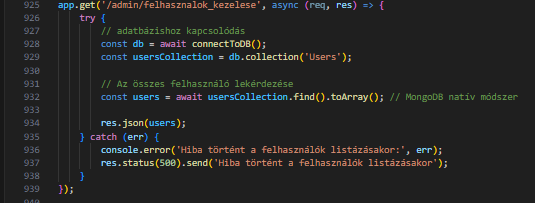 925 app.get('/admin/felhasznalok_kezelese', async (req, res) => {
926 try {
927 // adatbázishoz kapcsolódás
928 const db = await connectToDB();
929 const usersCollection = db.collection('Users');
930
931 // Az összes felhasználó lekérdezése
932 const users = await usersCollection.find().toArray(); // MongoDB natív módszer
933
934 res.json(users);
935 } catch (err) {
936 console.error('Hiba történt a felhasználók listázásakor:', err);
937 res.status(500).send('Hiba történt a felhasználók listázásakor');
938 }
939 });